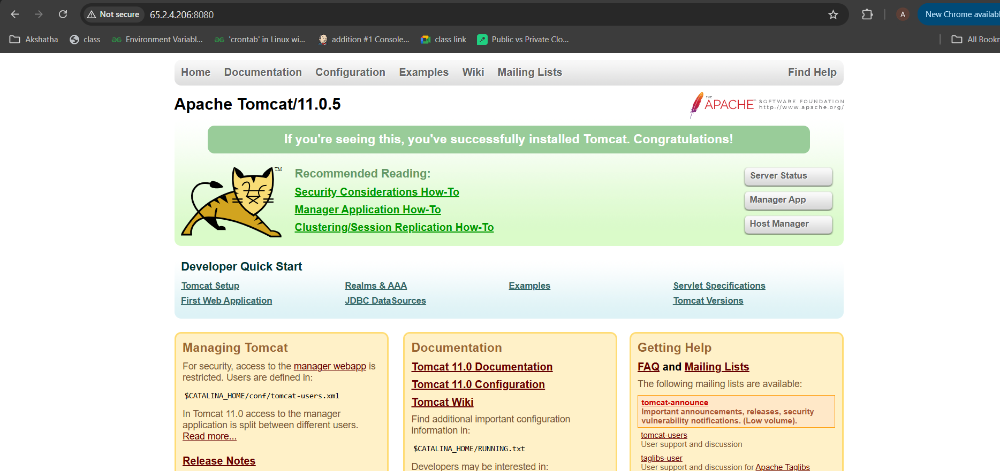 Not secure 65.2.4.206:8080
A
New Chrome availabl
Akshatha class Environment Variabl... 'crontab' in Linux wi... addition #1 Console... class link Public vs Private Clo... All Bookr
Home Documentation Configuration Examples Wiki Mailing Lists Find Help
Apache Tomcat/11.0.5
THE APACHE SOFTWARE FOUNDATION
http://www.apache.org/
If you're seeing this, you've successfully installed Tomcat. Congratulations!
TM
Recommended Reading:
Security Considerations How-To
Manager Application How-To
Clustering/Session Replication How-To
Server Status
Manager App
Host Manager
Developer Quick Start
Tomcat Setup Realms & AAA Examples Servlet Specifications
First Web Application JDBC DataSources Tomcat Versions
Managing Tomcat
For security, access to the manager webapp is
restricted. Users are defined in:
$CATALINA_HOME/conf/tomcat-users.xml
In Tomcat 11.0 access to the manager
application is split between different users.
Read more...
Release Notes
Documentation
Tomcat 11.0 Documentation
Tomcat 11.0 Configuration
Tomcat Wiki
Find additional important configuration
information in:
$CATALINA_HOME/RUNNING.txt
Developers may be interested in:
Getting Help
FAQ and Mailing Lists
The following mailing lists are available:
tomcat-announce
Important announcements, releases, security
vulnerability notifications. (Low volume).
tomcat-users
User support and discussion
taglibs-user
User support and discussion for Apache Taglibs